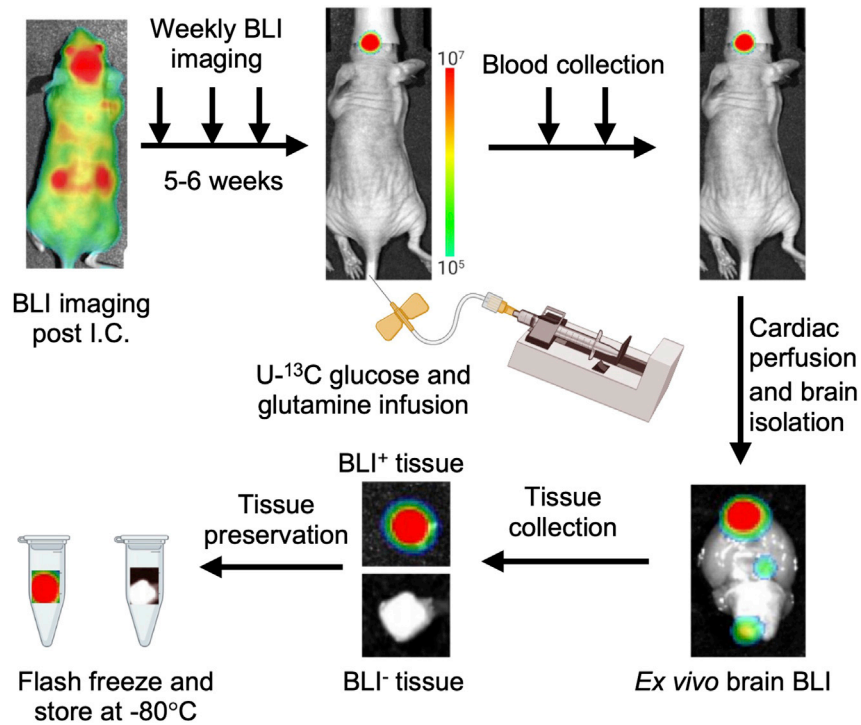 Weekly BLI
imaging
5-6 weeks
BLI imaging
post I.C.
10⁷
10⁵
Blood collection
U-¹³C glucose and
glutamine infusion
Cardiac
perfusion
and brain
isolation
Ex vivo brain BLI
Tissue
collection
BLI⁺ tissue
BLI⁻ tissue
Tissue
preservation
Flash freeze and
store at -80°C